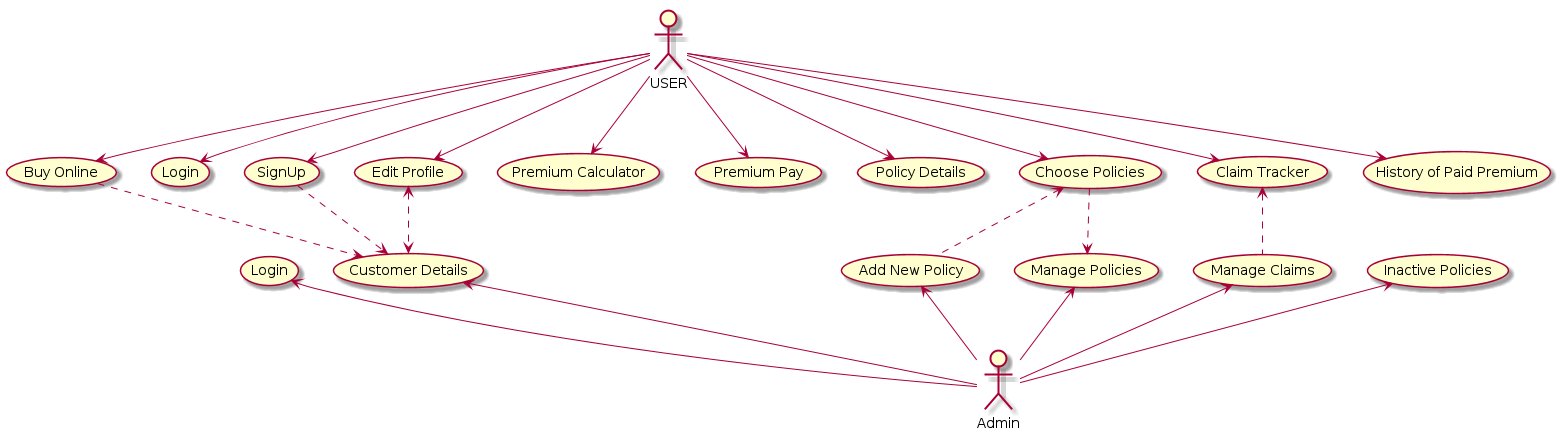 USER
Buy Online
Login
SignUp
Edit Profile
Premium Calculator
Premium Pay
Policy Details
Choose Policies
Claim Tracker
History of Paid Premium
Login
Customer Details
Add New Policy
Manage Policies
Manage Claims
Inactive Policies
Admin